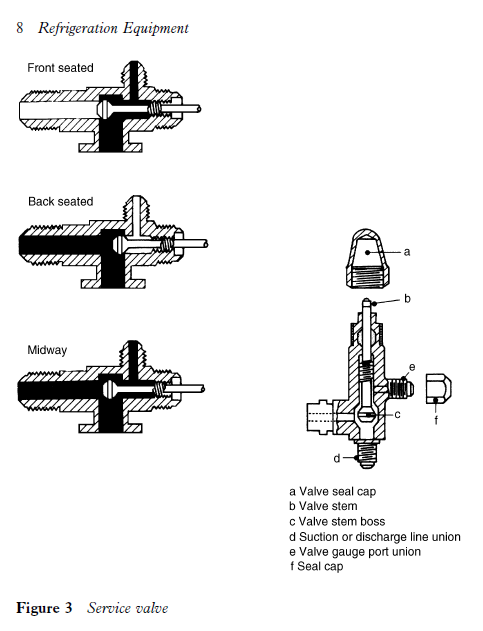 8 Refrigeration Equipment
Front seated
Back seated
Midway
a
b
e
c
f
d
a Valve seal cap
b Valve stem
c Valve stem boss
d Suction or discharge line union
e Valve gauge port union
f Seal cap
Figure 3 Service valve